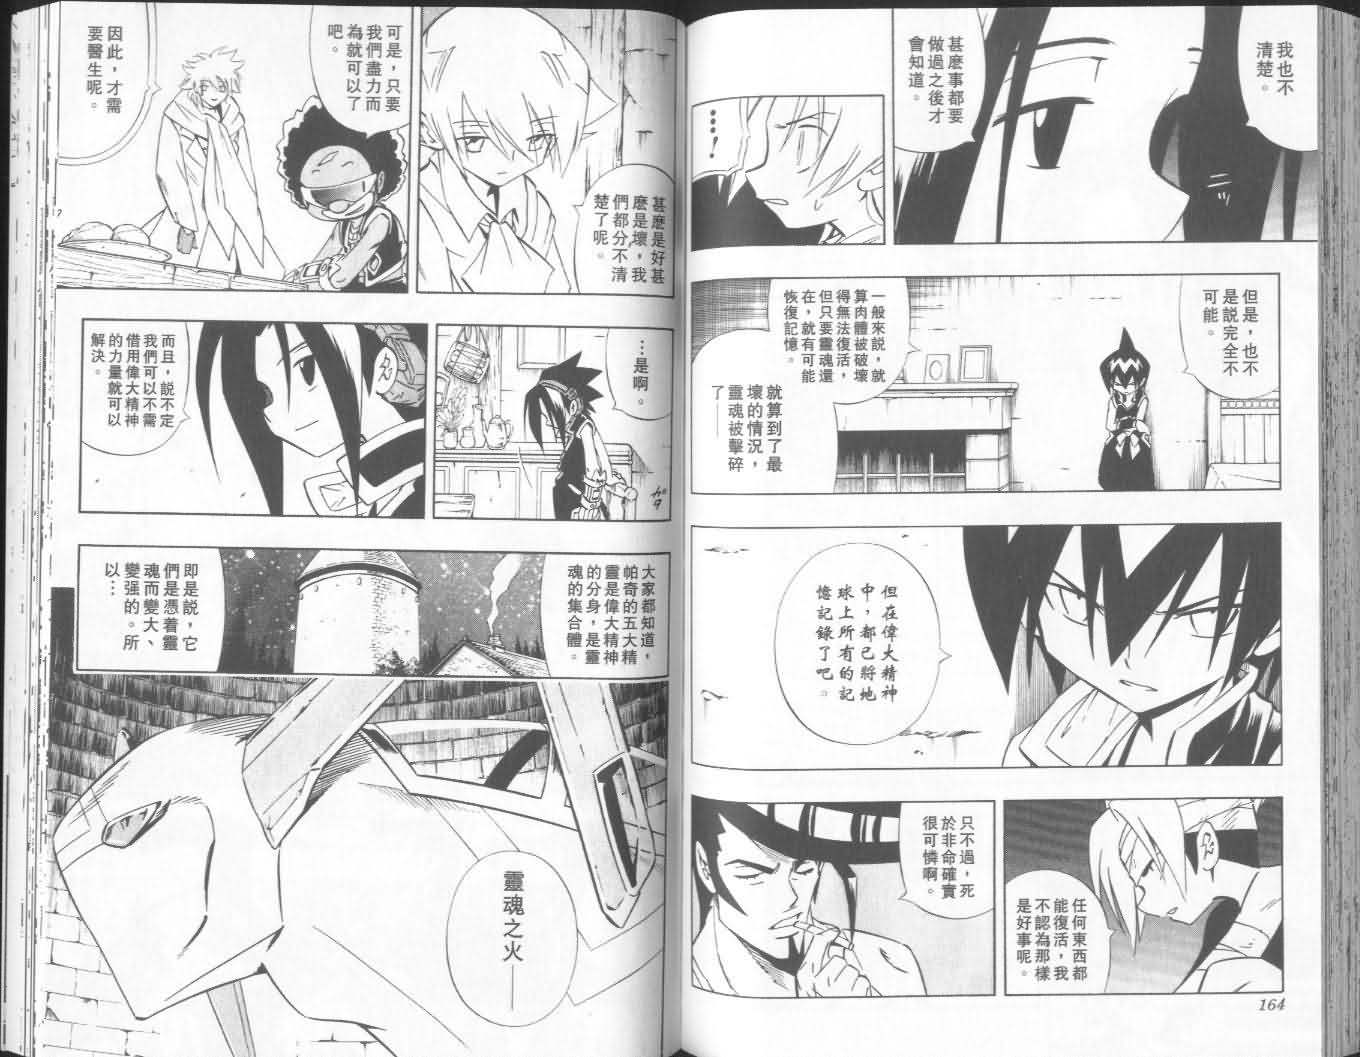 我也不
清楚。
甚麽事都要
做過之後才
會知道。
…！
但是，也不
是説完全不
可能。
一般來説，就
算肉體被破壞
得無法復活，
但只要靈魂還
在，就有可能
恢復記憶。
就算到了最
壞的情況，
靈魂被擊碎
了——
但在偉大精神
中，都已將地
球上所有的記
憶記録了吧。
任何東西都
能復活，我
不認為那樣
是好事呢。
只不過，死
於非命確實
很可憐啊。
164
甚麽是好甚
麽是壞，我
們都分不清
楚了呢。
可是，只要
我們盡力而
為就可以了
吧。
因此，才需
要醫生呢。
…是啊。
而且，説不定
我們可以不需
借用偉大精神
的力量就可以
解決。
大家都知道，
帕奇的五大精
靈是偉大精神
的分身，是靈
魂的集合體。
即是説，它
們是憑着靈
魂而變大、
變强的。所
以…
靈魂之火——